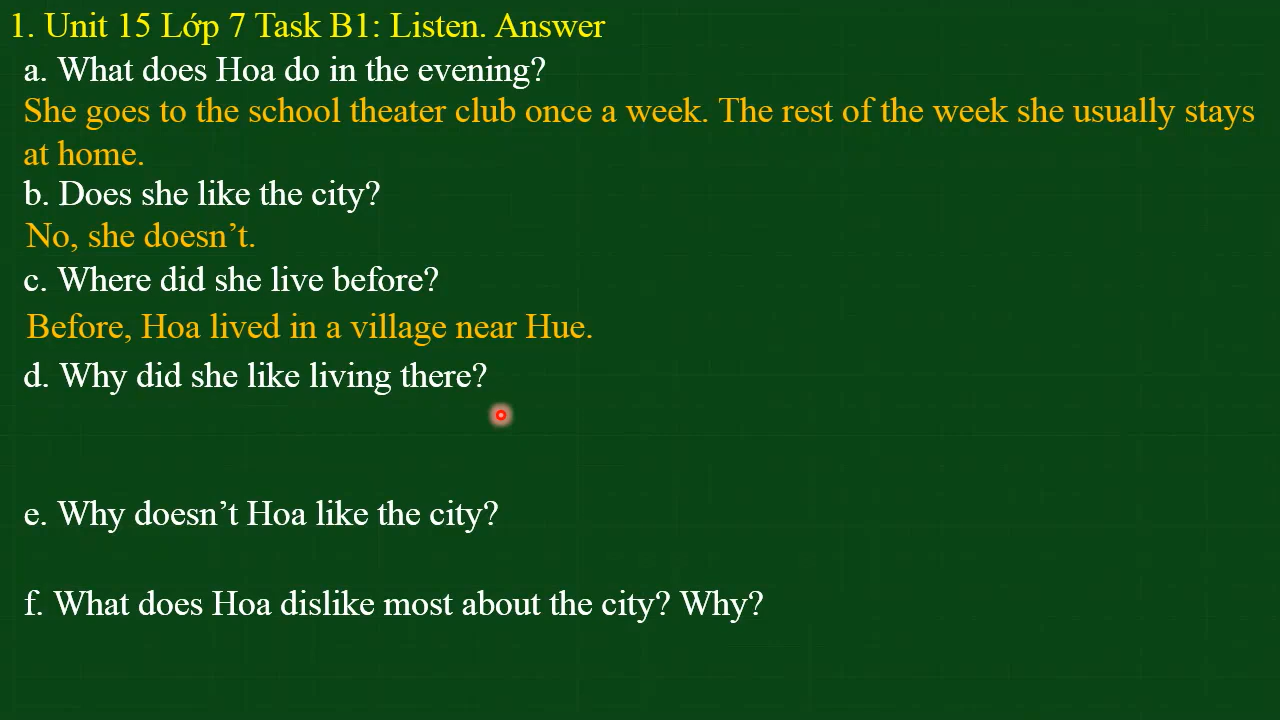 1. Unit 15 Lớp 7 Task B1: Listen. Answer
a. What does Hoa do in the evening?
She goes to the school theater club once a week. The rest of the week she usually stays
at home.
b. Does she like the city?
No, she doesn’t.
c. Where did she live before?
Before, Hoa lived in a village near Hue.
d. Why did she like living there?
e. Why doesn’t Hoa like the city?
f. What does Hoa dislike most about the city? Why?